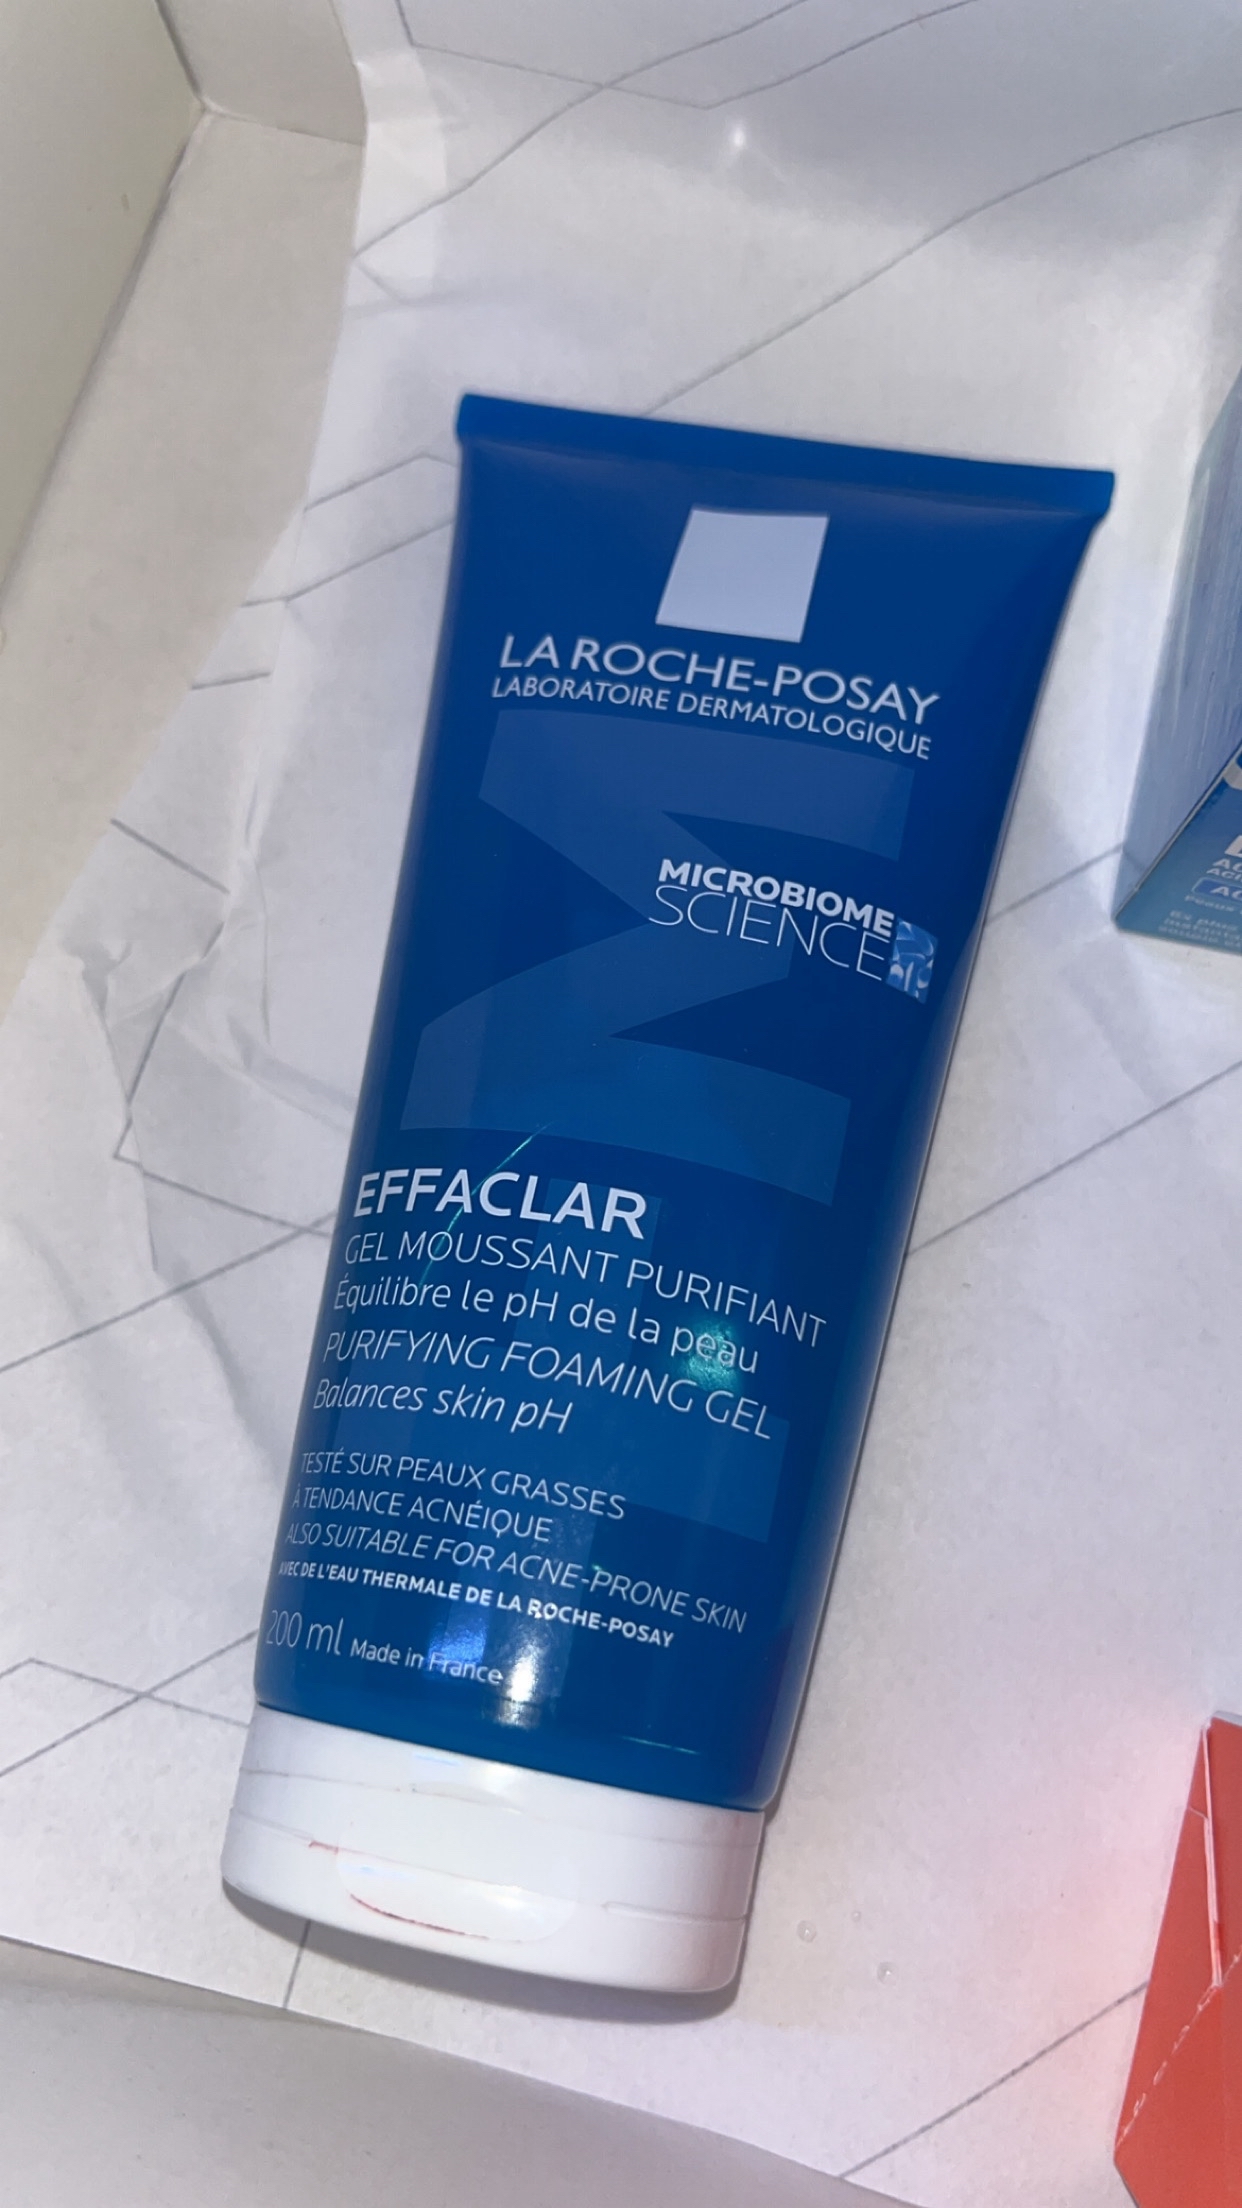 LA ROCHE-POSAY
LABORATOIRE DERMATOLOGIQUE
MICROBIOME
SCIENCE
EFFACLAR
GEL MOUSSANT PURIFIANT
Équilibre le pH de la peau
PURIFYING FOAMING GEL
Balances skin pH
TESTÉ SUR PEAUX GRASSES
À TENDANCE ACNÉIQUE
ALSO SUITABLE FOR ACNE-PRONE SKIN
AVEC DE L'EAU THERMALE DE LA ROCHE-POSAY
200 ml Made in France